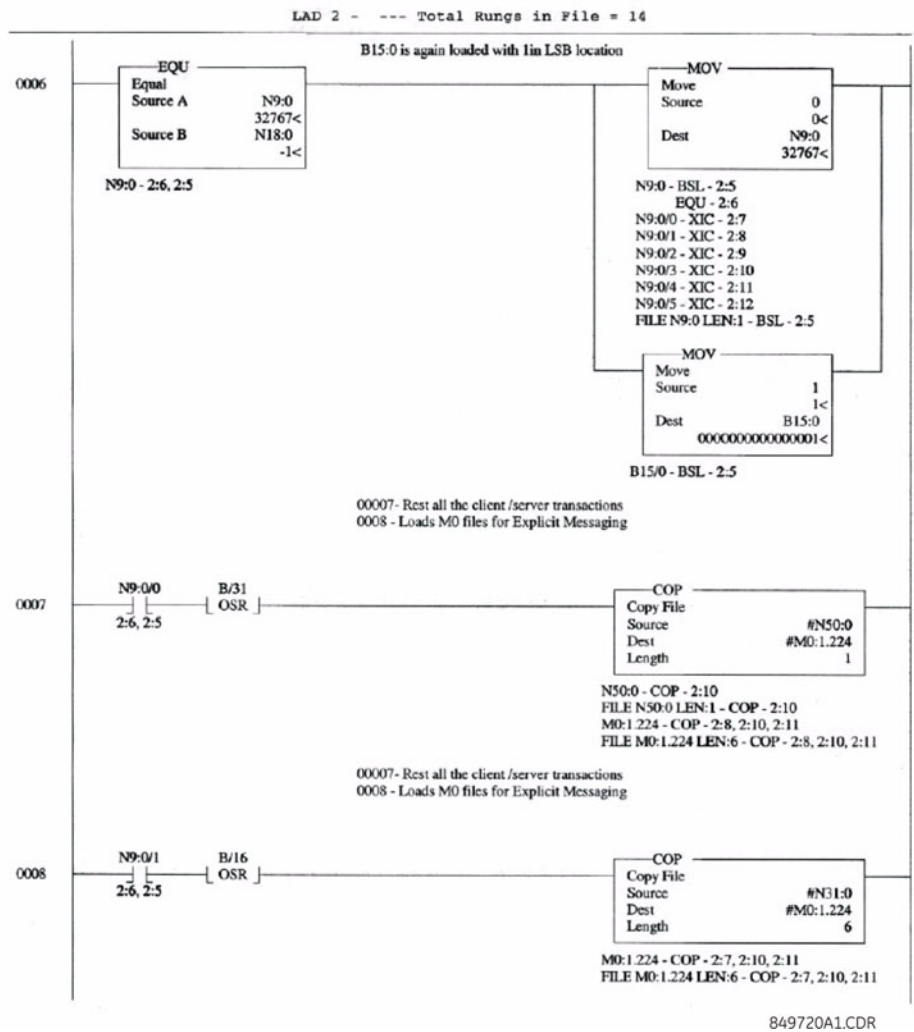 LAD 2 - --- Total Rungs in File = 14
B15:0 is again loaded with 1in LSB location
0006
EQU
Equal
Source A N9:0
32767<
Source B N18:0
-1<
N9:0 - 2:6, 2:5
MOV
Move
Source 0
0<
Dest N9:0
32767<
N9:0 - BSL - 2:5
EQU - 2:6
N9:0/0 - XIC - 2:7
N9:0/1 - XIC - 2:8
N9:0/2 - XIC - 2:9
N9:0/3 - XIC - 2:10
N9:0/4 - XIC - 2:11
N9:0/5 - XIC - 2:12
FILE N9:0 LEN:1 - BSL - 2:5
MOV
Move
Source 1
1<
Dest B15:0
0000000000000001<
B15/0 - BSL - 2:5
00007- Rest all the client /server transactions
0008 - Loads M0 files for Explicit Messaging
0007
N9:0/0 B/31
OSR
2:6, 2:5
COP
Copy File
Source #N50:0
Dest #M0:1.224
Length 1
N50:0 - COP - 2:10
FILE N50:0 LEN:1 - COP - 2:10
M0:1.224 - COP - 2:8, 2:10, 2:11
FILE M0:1.224 LEN:6 - COP - 2:8, 2:10, 2:11
00007- Rest all the client /server transactions
0008 - Loads M0 files for Explicit Messaging
0008
N9:0/1 B/16
OSR
2:6, 2:5
COP
Copy File
Source #N31:0
Dest #M0:1.224
Length 6
M0:1.224 - COP - 2:7, 2:10, 2:11
FILE M0:1.224 LEN:6 - COP - 2:7, 2:10, 2:11
849720A1.CDR